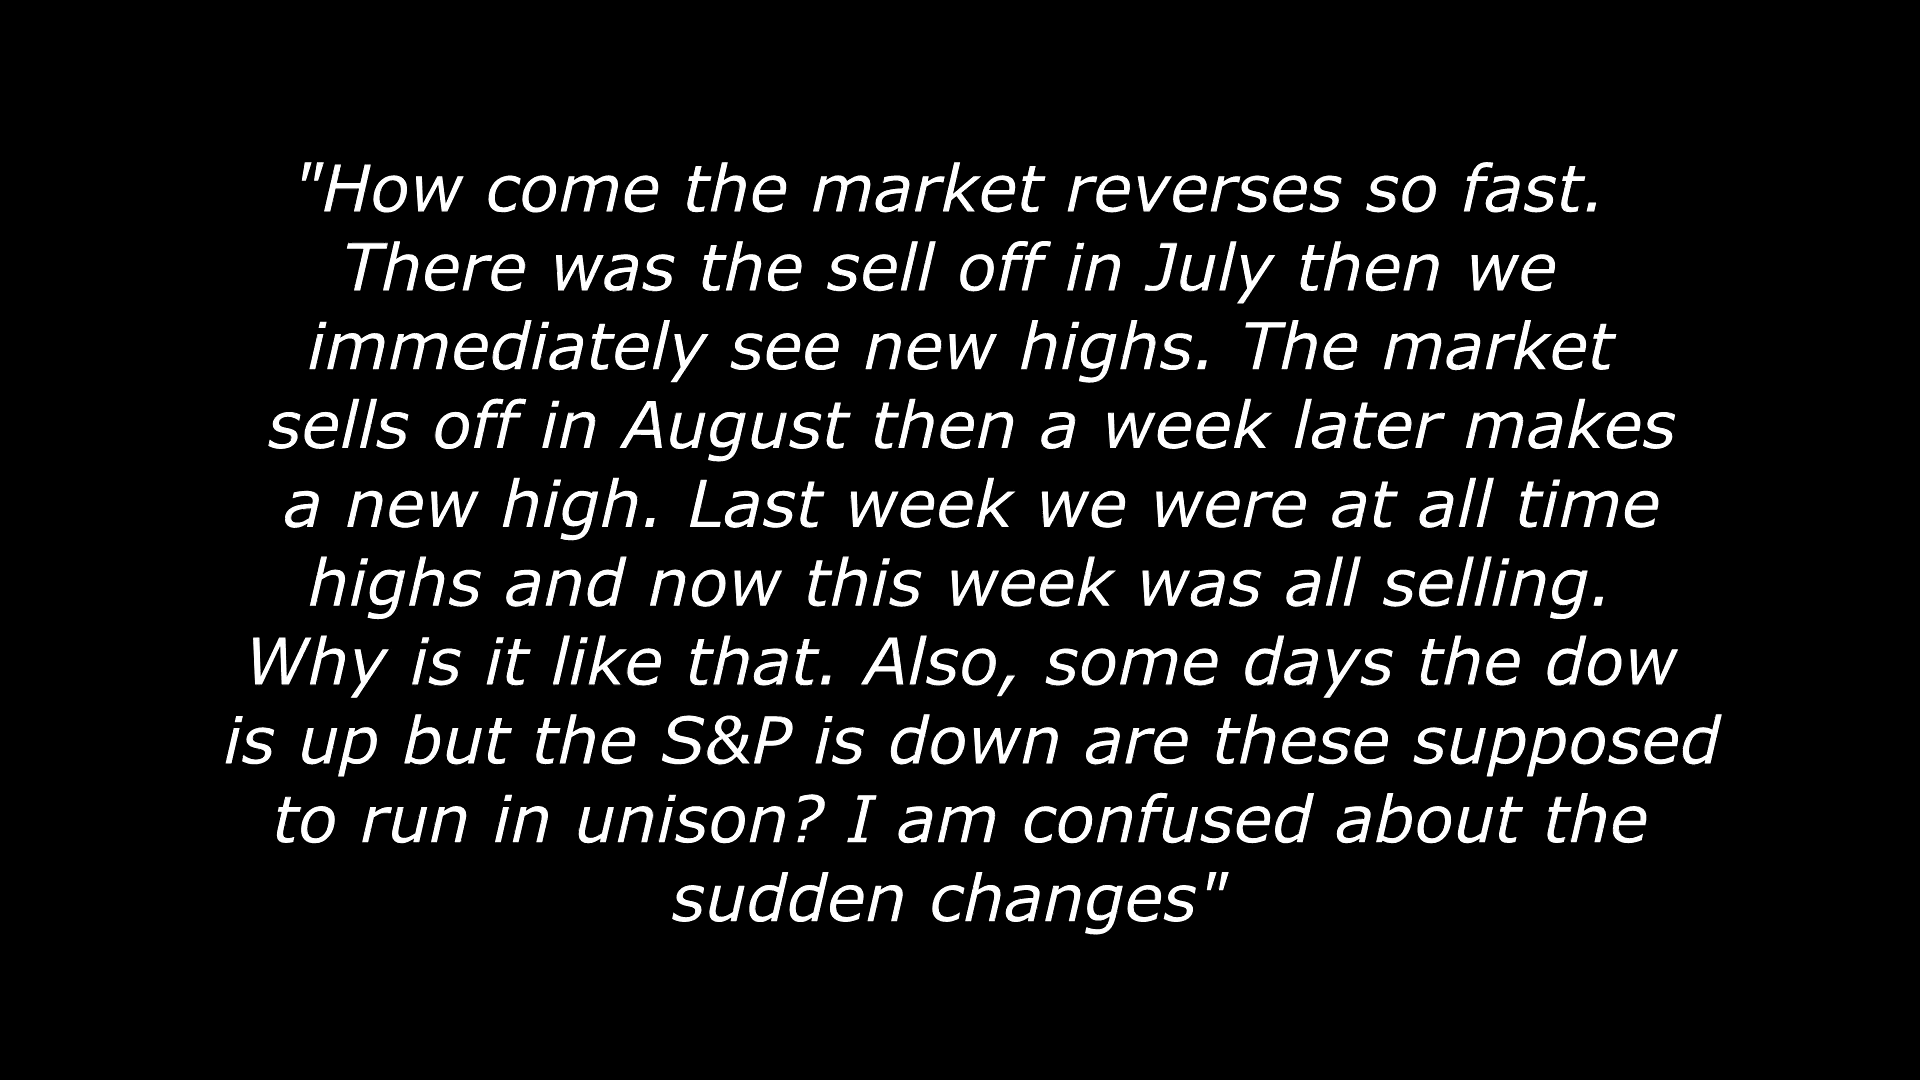 "How come the market reverses so fast.
There was the sell off in July then we
immediately see new highs. The market
sells off in August then a week later makes
a new high. Last week we were at all time
highs and now this week was all selling.
Why is it like that. Also, some days the dow
is up but the S&P is down are these supposed
to run in unison? I am confused about the
sudden changes"